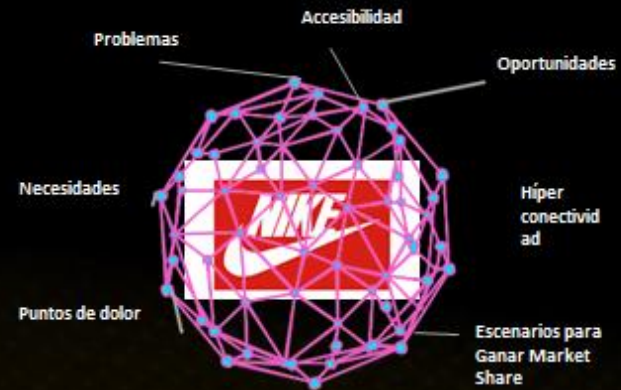 Accesibilidad
Problemas
Oportunidades
Necesidades
NIKE
Híper
conectivid
ad
Puntos de dolor
Escenarios para
Ganar Market
Share